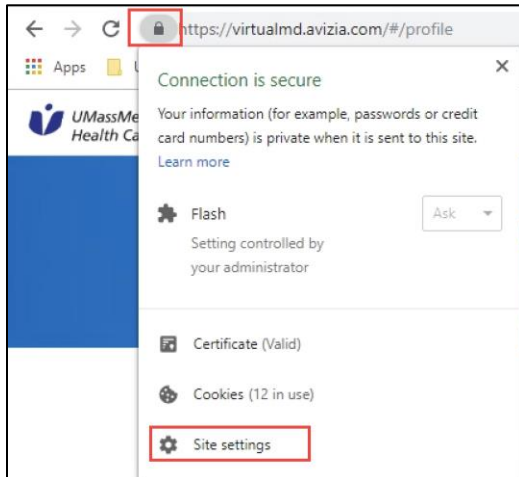 https://virtualmd.avizia.com/#/profile
Apps
UMassMe
Health Ca
Connection is secure
Your information (for example, passwords or credit
card numbers) is private when it is sent to this site.
Learn more
Flash
Ask
Setting controlled by
your administrator
Certificate (Valid)
Cookies (12 in use)
Site settings